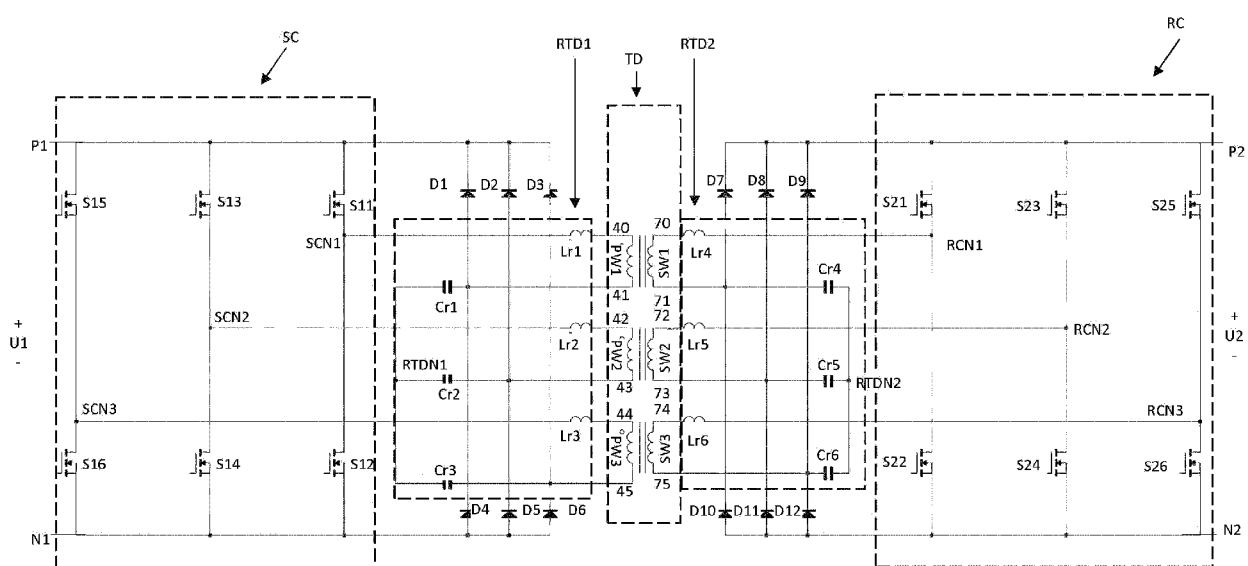 SC
RTD1
TD
RTD2
RC
P1
P2
D1
D2
D3
D7
D8
D9
S15
S13
S11
S21
S23
S25
SCN1
40
70
RCN1
Lr1
PW1
SW1
Lr4
Cr1
41
71
Cr4
42
72
+
U1
-
SCN2
RCN2
+
U2
-
Lr2
PW2
SW2
Lr5
RTDN1
Cr2
43
73
Cr5
RTDN2
SCN3
44
74
RCN3
Lr3
PW3
SW3
Lr6
S16
S14
S12
Cr3
45
75
Cr6
S22
S24
S26
D4
D5
D6
D10
D11
D12
N1
N2